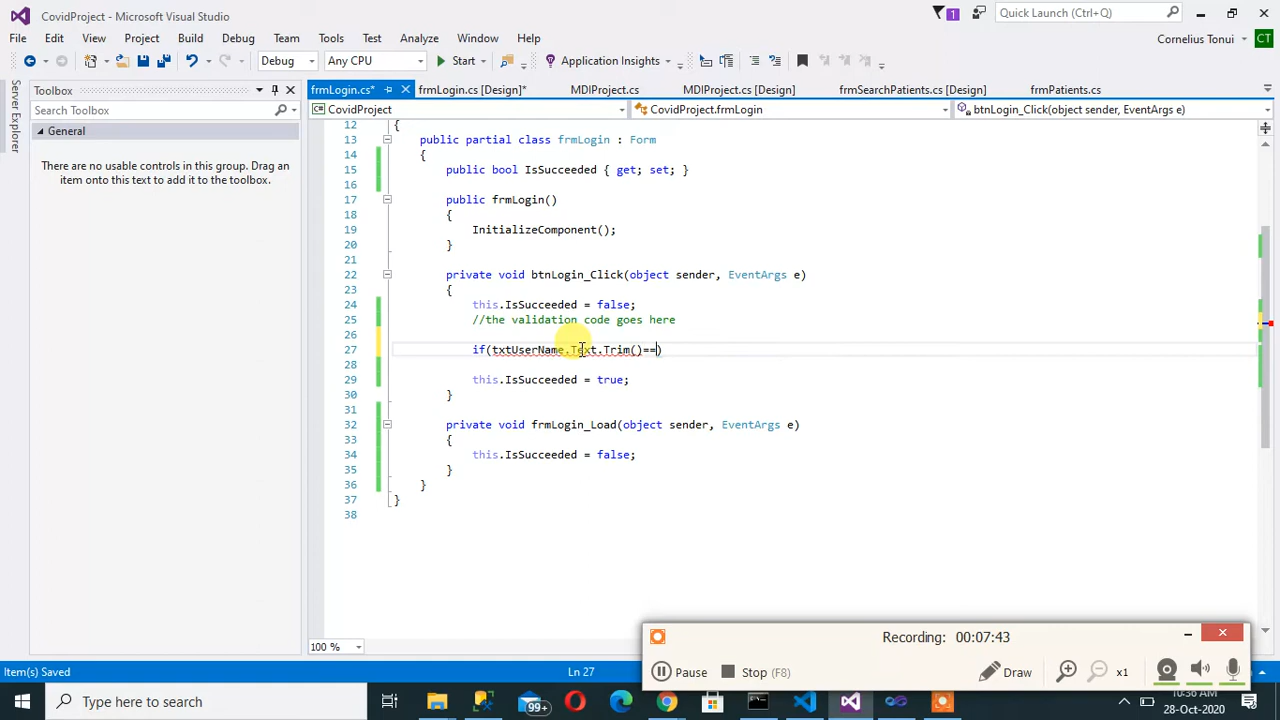 CovidProject - Microsoft Visual Studio
1
Quick Launch (Ctrl+Q)
File Edit View Project Build Debug Team Tools Test Analyze Window Help
Cornelius Tonui
CT
Debug Any CPU Start Application Insights
Server Explorer
Toolbox
Search Toolbox
General
There are no usable controls in this group. Drag an
item onto this text to add it to the toolbox.
frmLogin.cs* frmLogin.cs [Design]* MDIProject.cs MDIProject.cs [Design] frmSearchPatients.cs [Design] frmPatients.cs
CovidProject CovidProject.frmLogin btnLogin_Click(object sender, EventArgs e)
12 {
13 public partial class frmLogin : Form
14 {
15 public bool IsSucceeded { get; set; }
16
17 public frmLogin()
18 {
19 InitializeComponent();
20 }
21
22 private void btnLogin_Click(object sender, EventArgs e)
23 {
24 this.IsSucceeded = false;
25 //the validation code goes here
26
27 if(txtUserName.Text.Trim()==)
28
29 this.IsSucceeded = true;
30 }
31
32 private void frmLogin_Load(object sender, EventArgs e)
33 {
34 this.IsSucceeded = false;
35 }
36 }
37 }
38
100 %
Recording: 00:07:43
Pause Stop (F8) Draw x1
Item(s) Saved Ln 27
Type here to search
99+
10:36 AM
28-Oct-2020